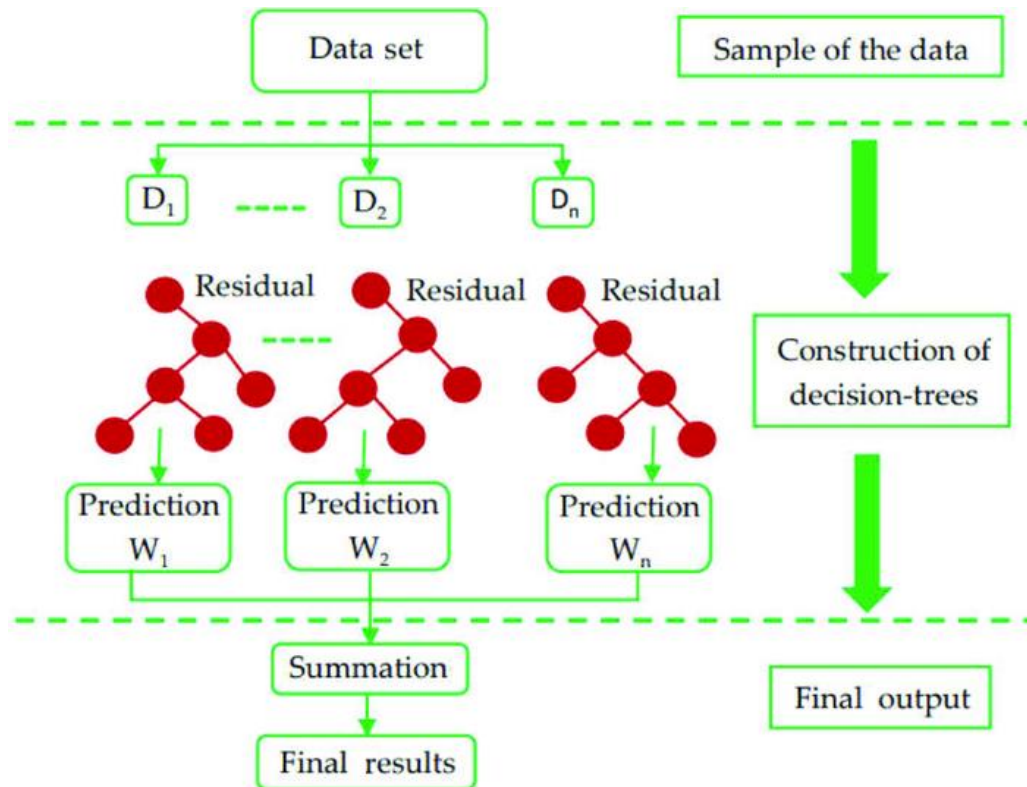 Data set
Sample of the data
D₁
D₂
Dₙ
Residual
Residual
Residual
Construction of
decision-trees
Prediction
W₁
Prediction
W₂
Prediction
Wₙ
Summation
Final results
Final output